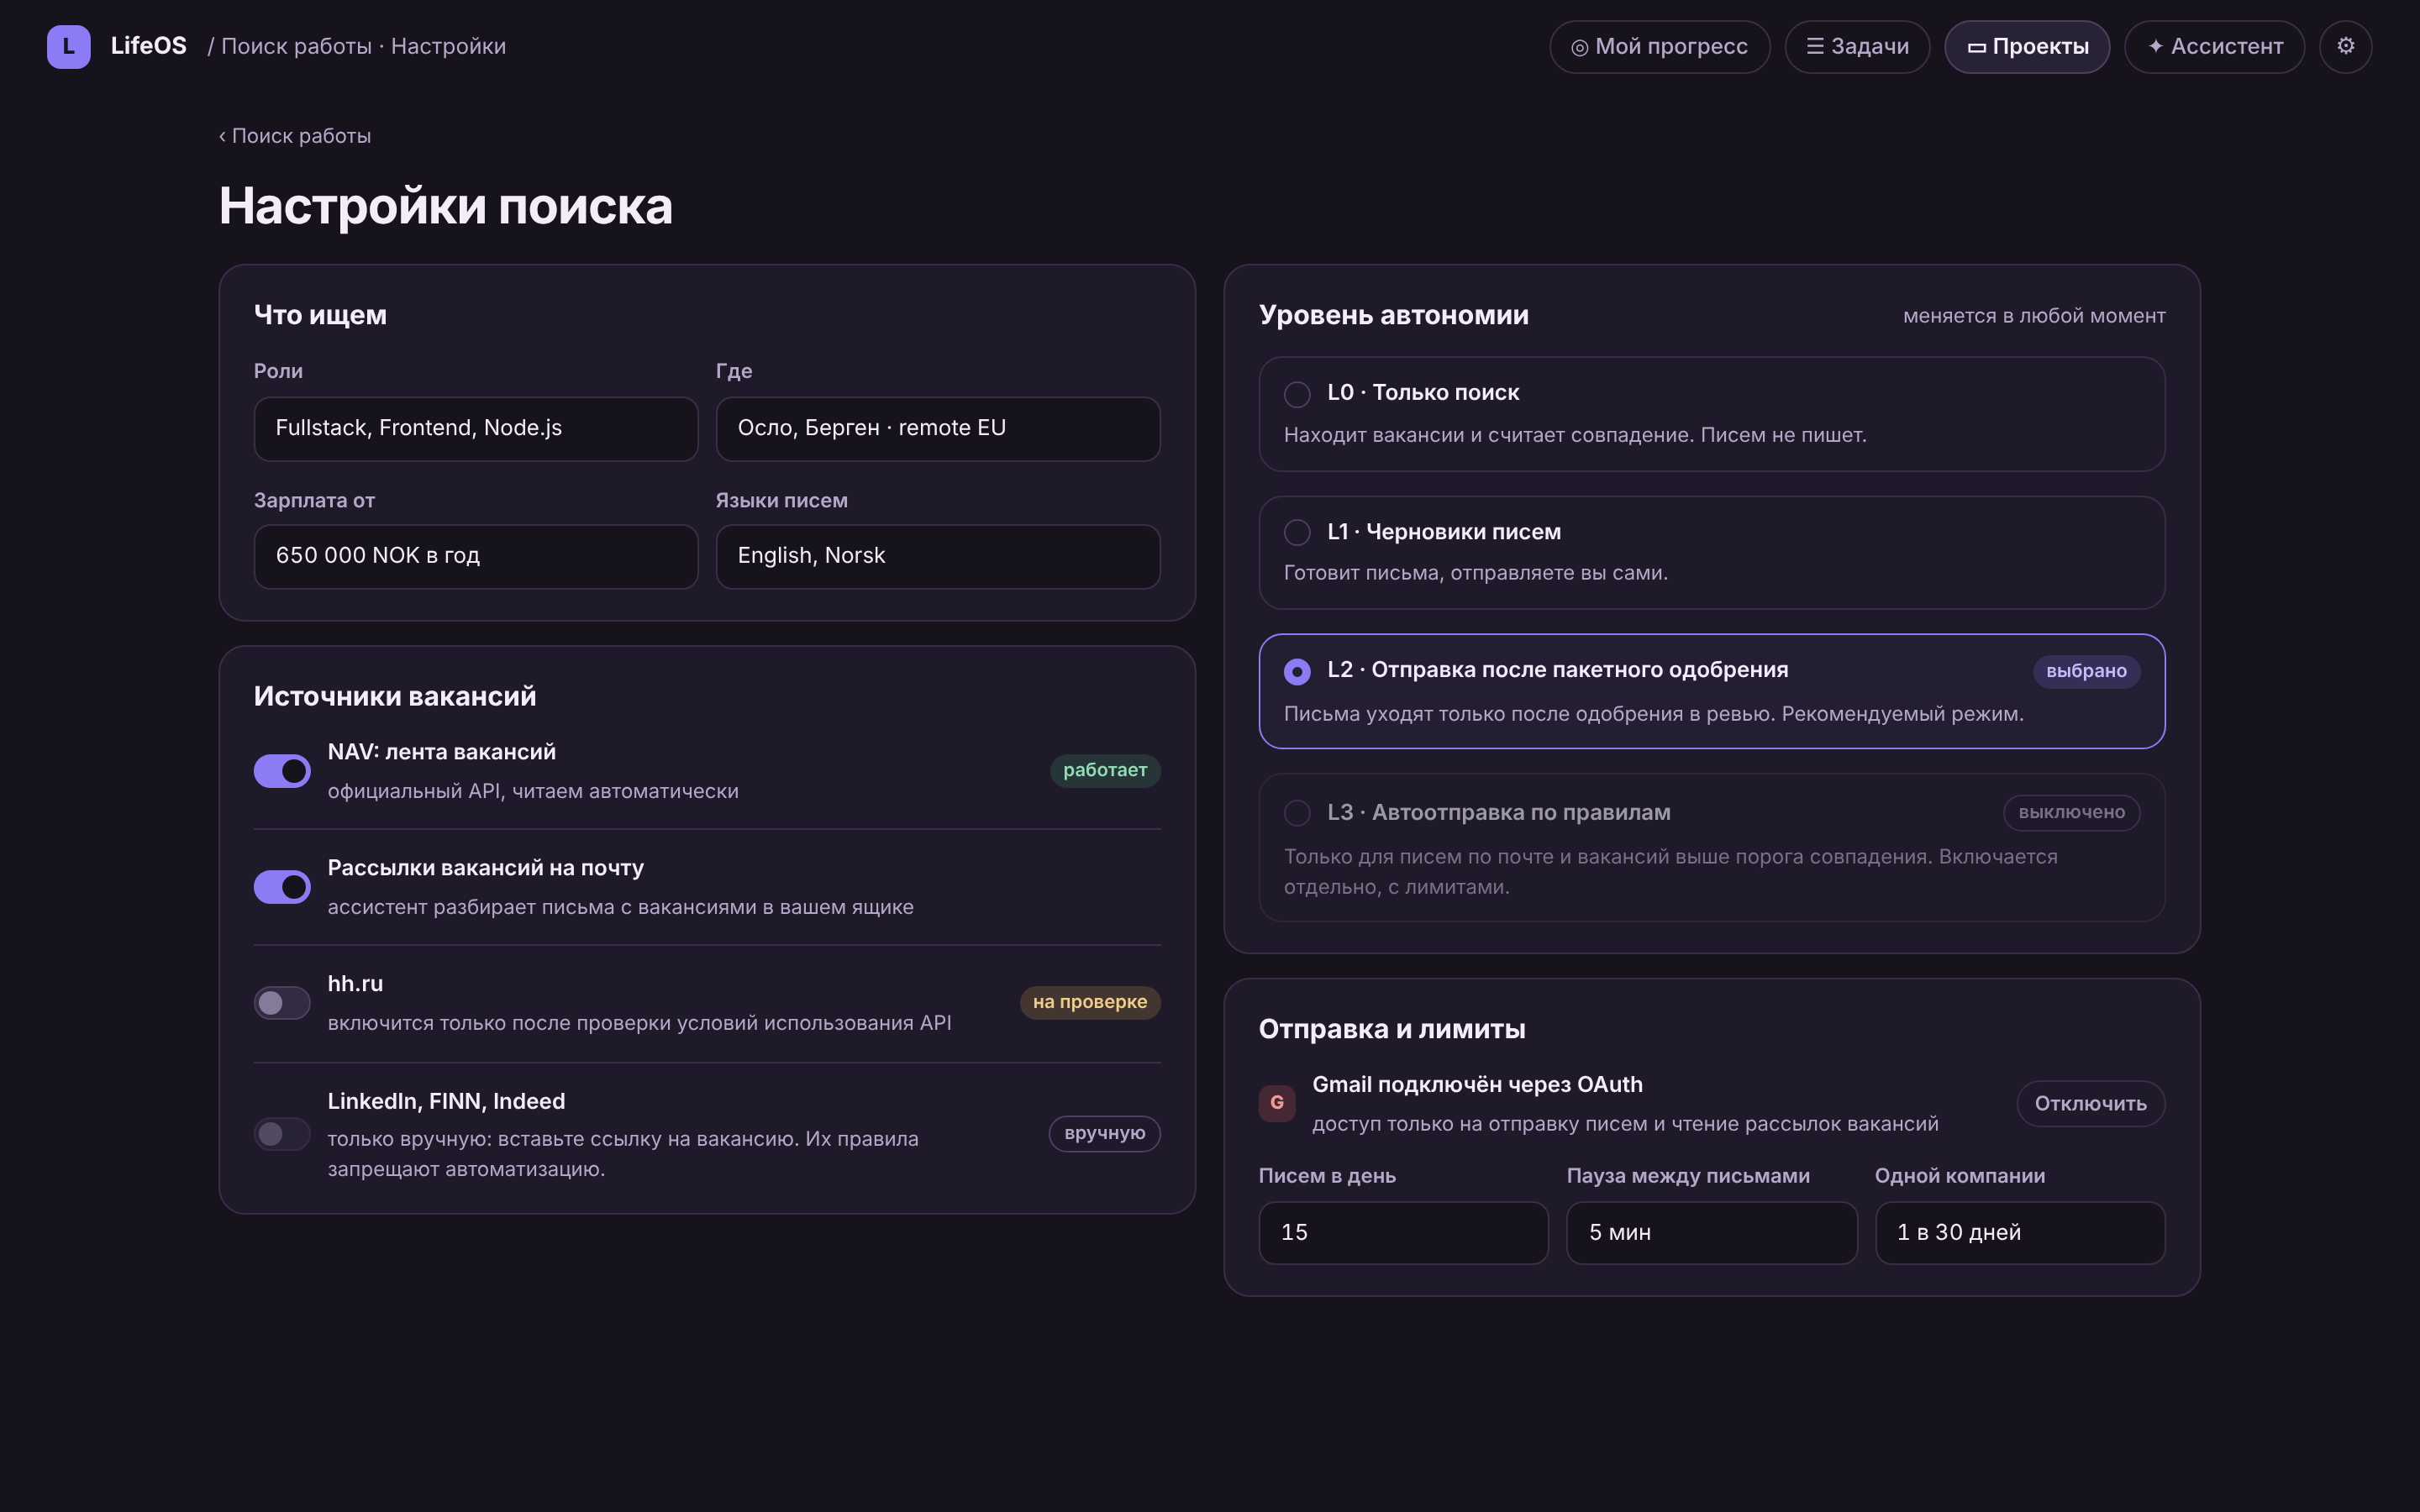 L LifeOS / Поиск работы · Настройки
◎ Мой прогресс
☰ Задачи
▭ Проекты
✦ Ассистент
⚙
‹ Поиск работы
Настройки поиска
Что ищем
Роли
Где
Fullstack, Frontend, Node.js
Осло, Берген · remote EU
Зарплата от
Языки писем
650 000 NOK в год
English, Norsk
Источники вакансий
NAV: лента вакансий
официальный API, читаем автоматически
работает
Рассылки вакансий на почту
ассистент разбирает письма с вакансиями в вашем ящике
hh.ru
включится только после проверки условий использования API
на проверке
LinkedIn, FINN, Indeed
только вручную: вставьте ссылку на вакансию. Их правила
запрещают автоматизацию.
вручную
Уровень автономии
меняется в любой момент
L0 · Только поиск
Находит вакансии и считает совпадение. Писем не пишет.
L1 · Черновики писем
Готовит письма, отправляете вы сами.
L2 · Отправка после пакетного одобрения
выбрано
Письма уходят только после одобрения в ревью. Рекомендуемый режим.
L3 · Автоотправка по правилам
выключено
Только для писем по почте и вакансий выше порога совпадения. Включается
отдельно, с лимитами.
Отправка и лимиты
G
Gmail подключён через OAuth
доступ только на отправку писем и чтение рассылок вакансий
Отключить
Писем в день
Пауза между письмами
Одной компании
15
5 мин
1 в 30 дней